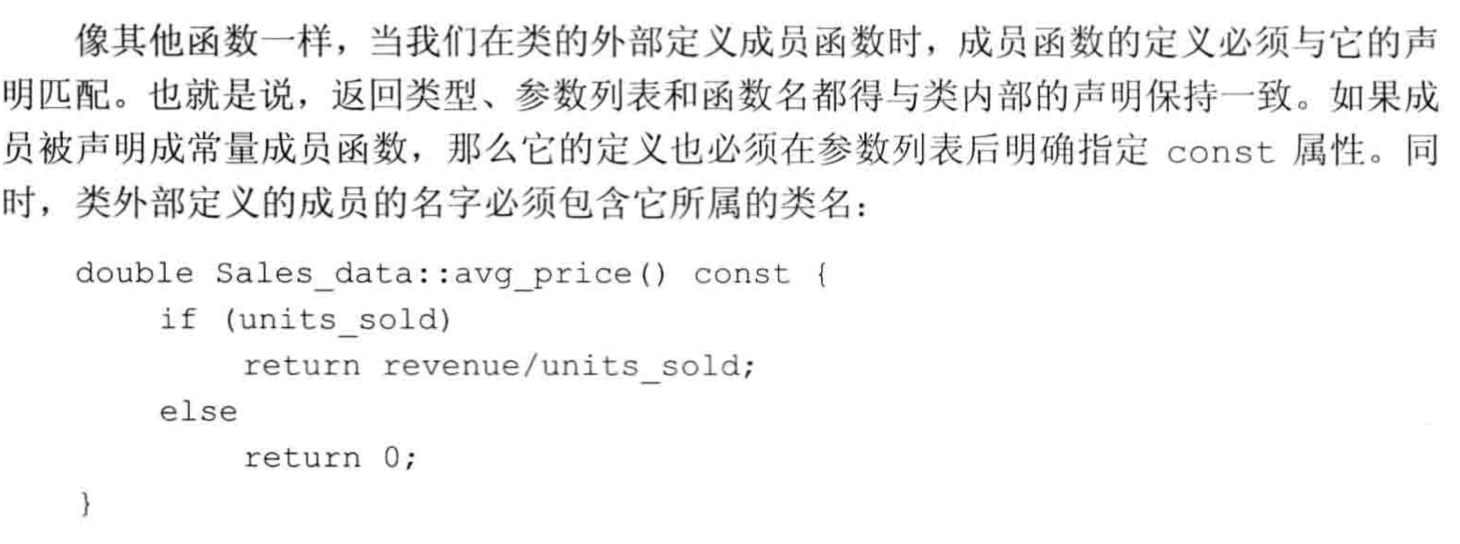 像其他函数一样，当我们在类的外部定义成员函数时，成员函数的定义必须与它的声
明匹配。也就是说，返回类型、参数列表和函数名都得与类内部的声明保持一致。如果成
员被声明成常量成员函数，那么它的定义也必须在参数列表后明确指定 const 属性。同
时，类外部定义的成员的名字必须包含它所属的类名：
double Sales_data::avg_price() const {
if (units_sold)
return revenue/units_sold;
else
return 0;
}